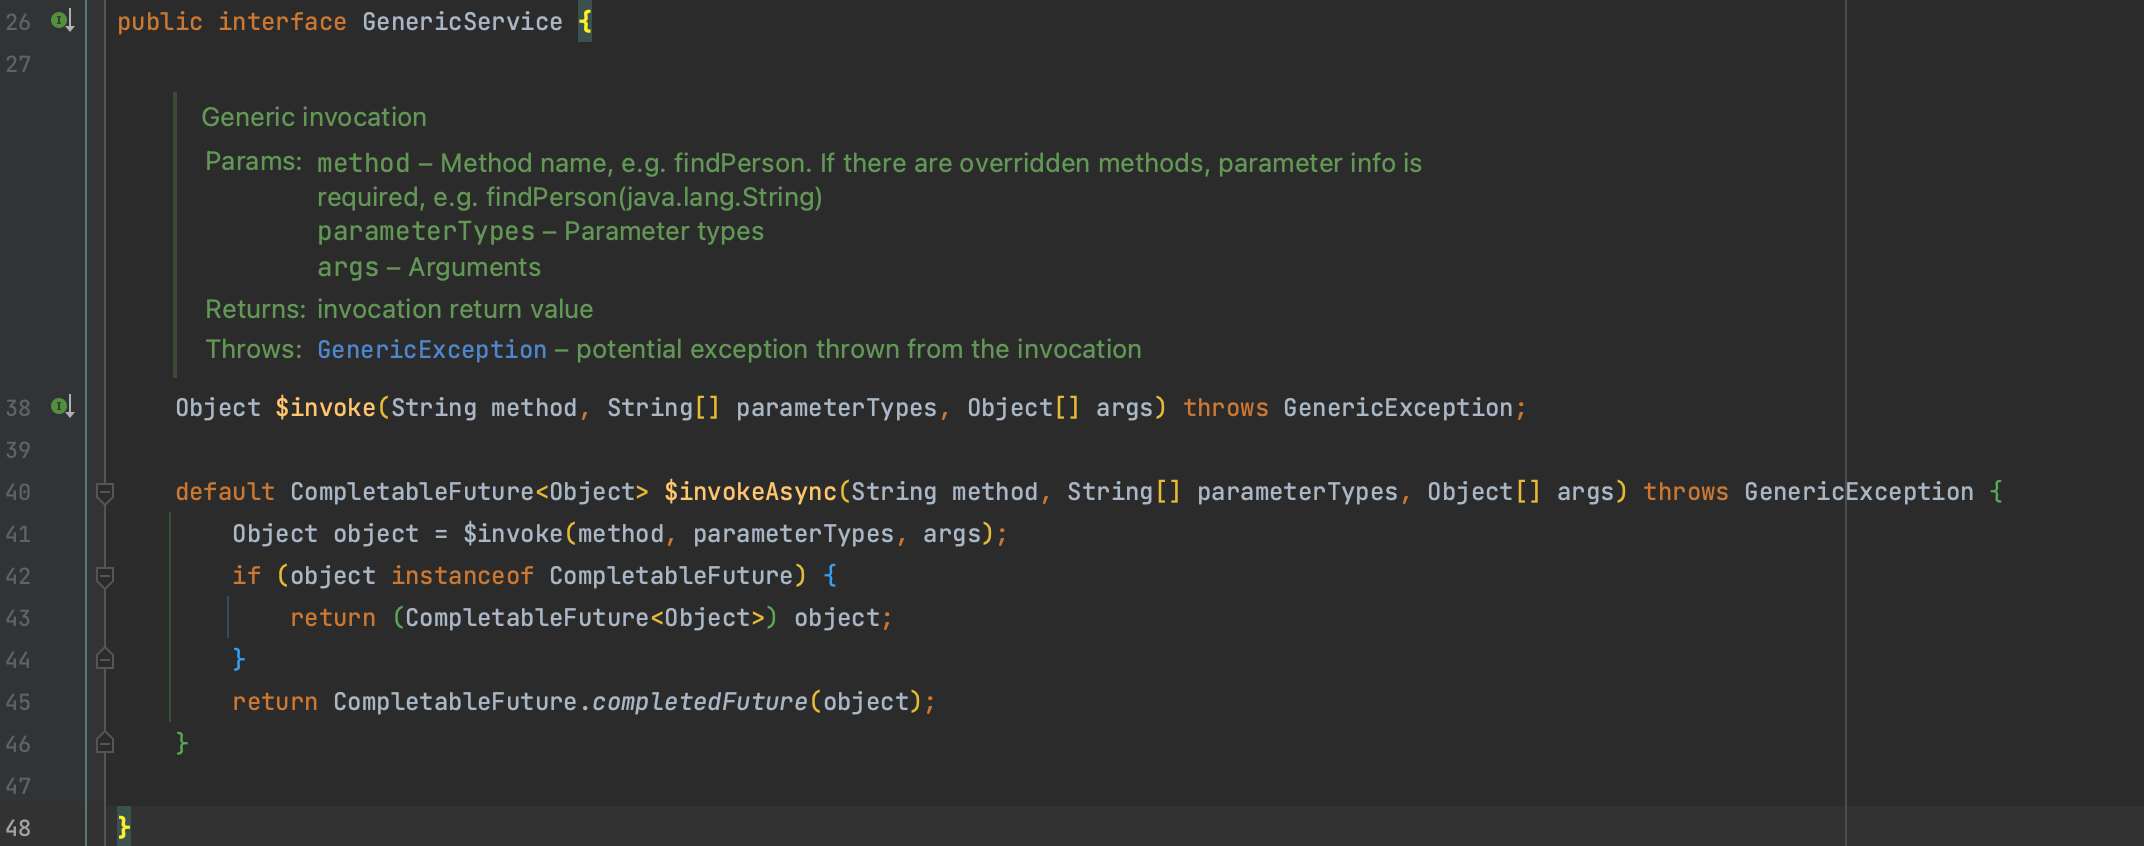 26 public interface GenericService {
27
Generic invocation
Params: method – Method name, e.g. findPerson. If there are overridden methods, parameter info is
required, e.g. findPerson(java.lang.String)
parameterTypes – Parameter types
args – Arguments
Returns: invocation return value
Throws: GenericException – potential exception thrown from the invocation
38 Object $invoke(String method, String[] parameterTypes, Object[] args) throws GenericException;
39
40 default CompletableFuture<Object> $invokeAsync(String method, String[] parameterTypes, Object[] args) throws GenericException {
41 Object object = $invoke(method, parameterTypes, args);
42 if (object instanceof CompletableFuture) {
43 return (CompletableFuture<Object>) object;
44 }
45 return CompletableFuture.completedFuture(object);
46 }
47
48 }